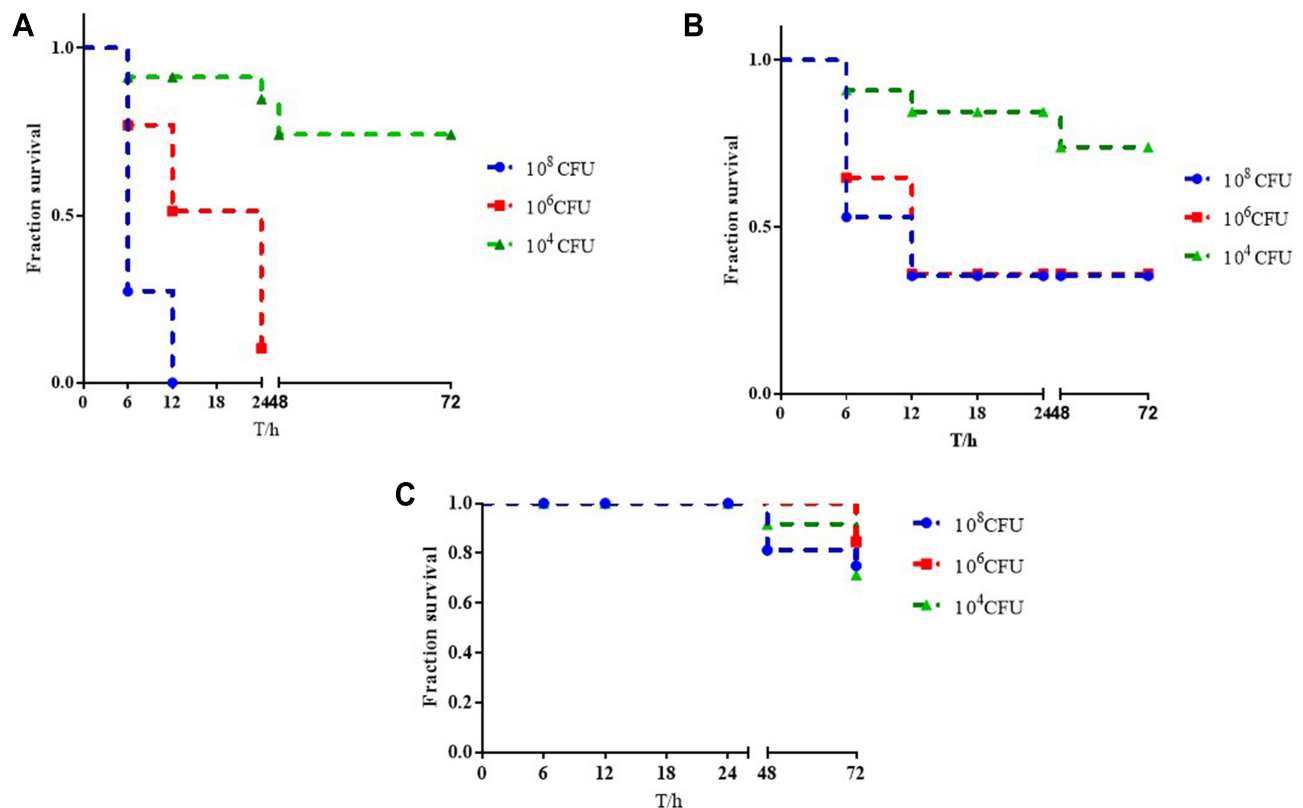 A
Fraction survival
1.0
0.5
0.0
0 6 12 18 24 48 72
T/h
10⁸ CFU
10⁶CFU
10⁴ CFU
B
Fraction survival
1.0
0.5
0.0
0 6 12 18 24 48 72
T/h
10⁸ CFU
10⁶CFU
10⁴ CFU
C
Fraction survival
1.0
0.8
0.6
0.4
0.2
0.0
0 6 12 18 24 48 72
T/h
10⁸CFU
10⁶CFU
10⁴CFU